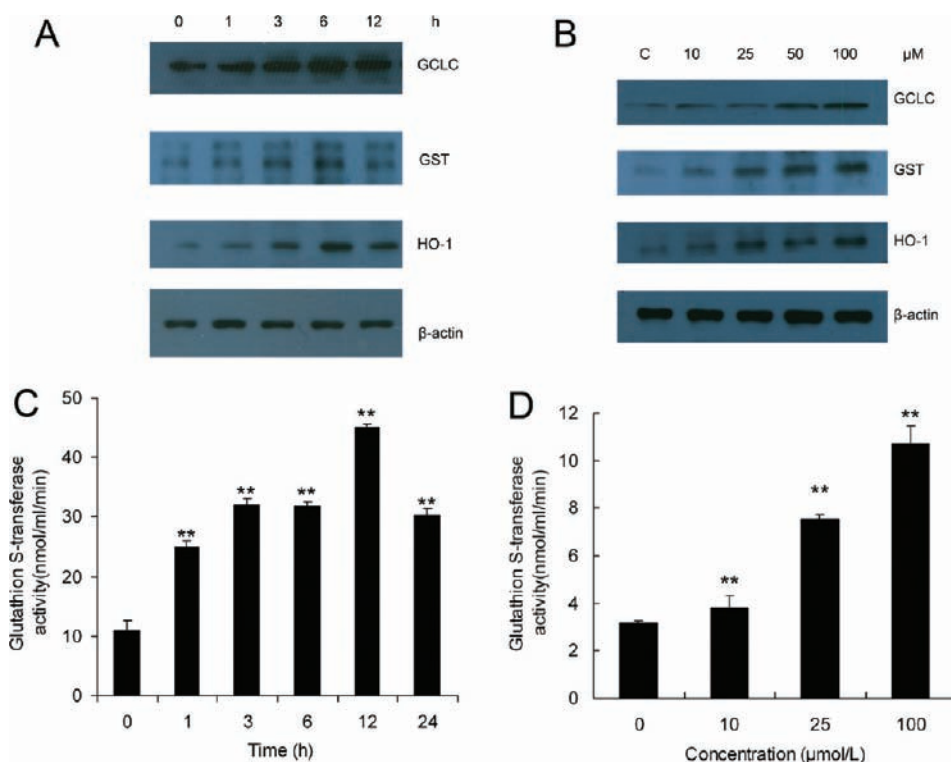 A
0 1 3 6 12 h
GCLC
GST
HO-1
β-actin
B
C 10 25 50 100 µM
GCLC
GST
HO-1
β-actin
C
Glutathion S-transferase
activity(nmol/ml/min)
50
40
30
20
10
0
**
**
**
**
**
0 1 3 6 12 24
Time (h)
D
Glutathion S-transferase
activity(nmol/ml/min)
12
10
8
6
4
2
0
**
**
**
0 10 25 100
Concentration (µmol/L)